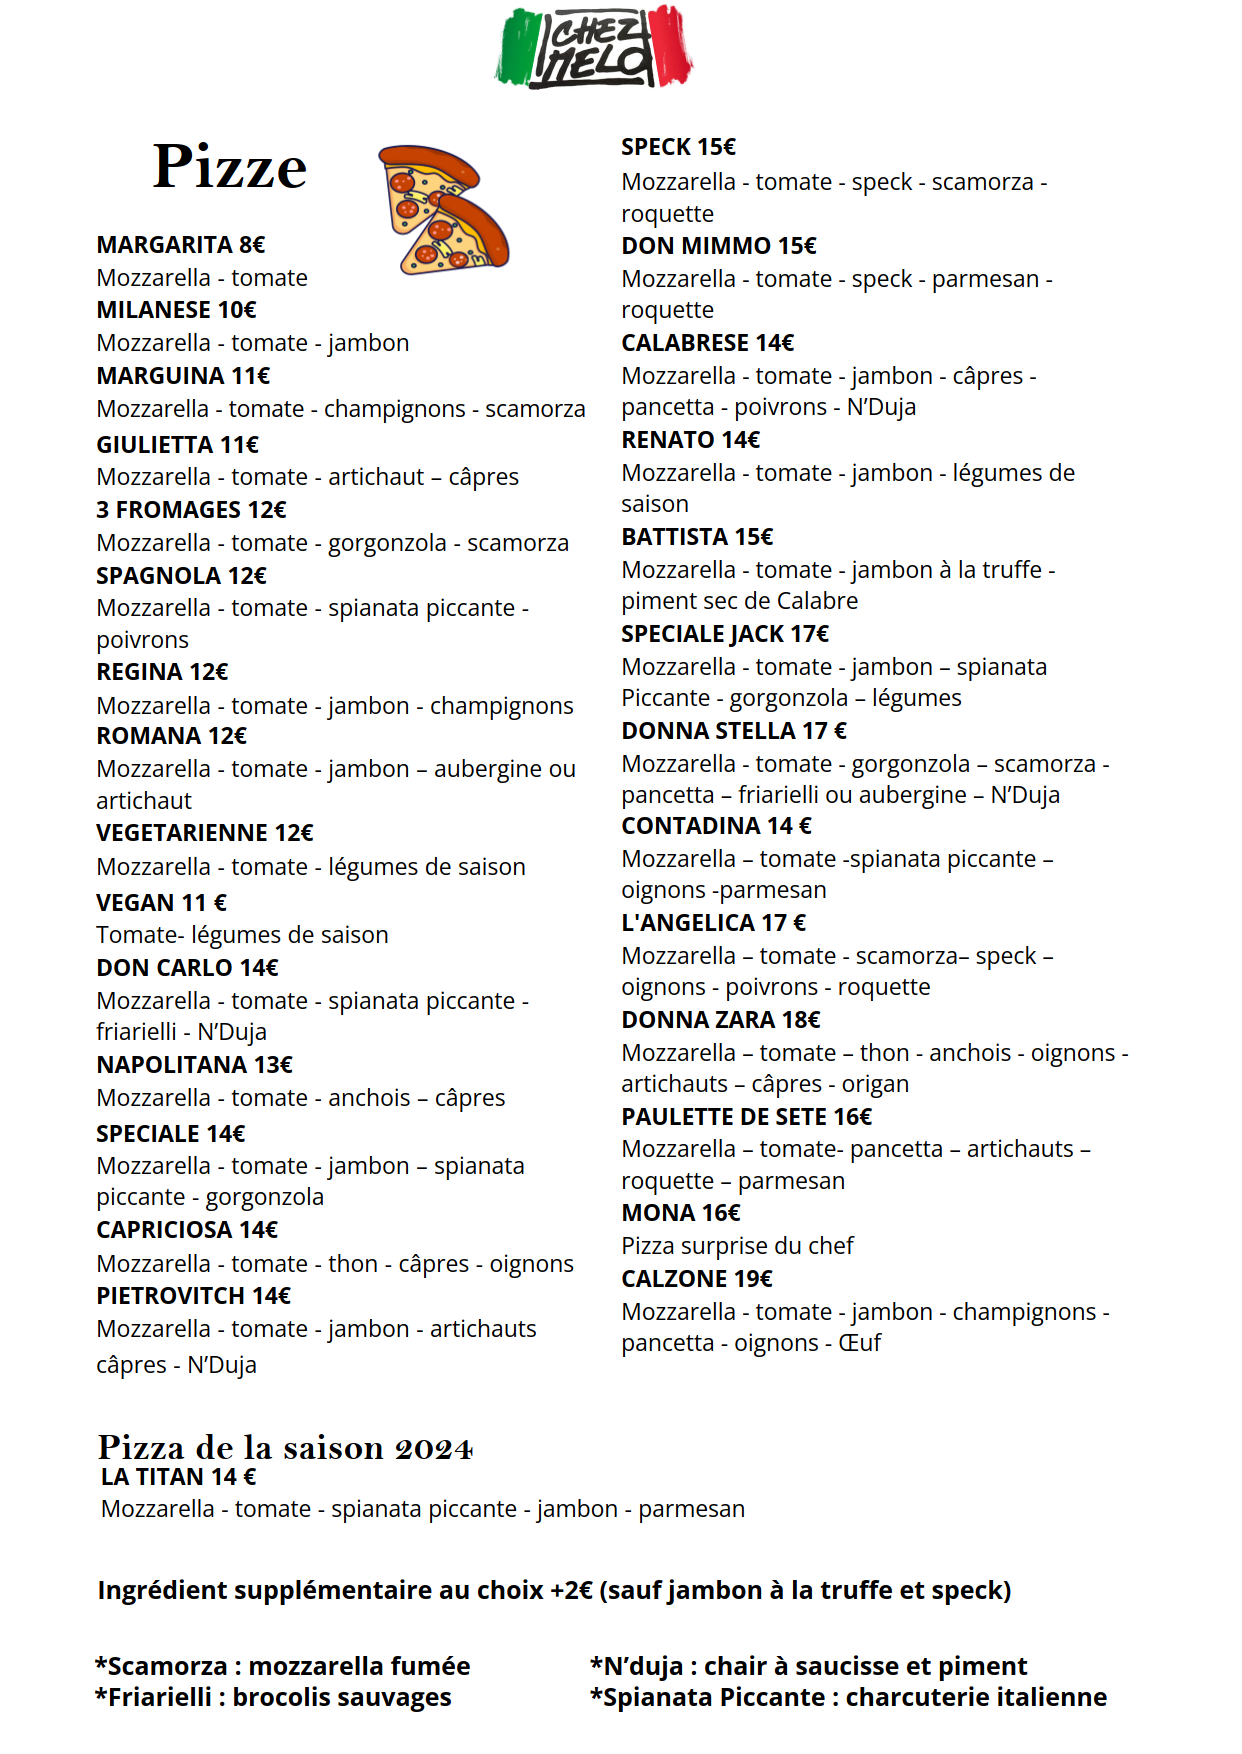 CHEZ
MELO
Pizze
MARGARITA 8€
Mozzarella - tomate
MILANESE 10€
Mozzarella - tomate - jambon
MARGUINA 11€
Mozzarella - tomate - champignons - scamorza
GIULIETTA 11€
Mozzarella - tomate - artichaut – câpres
3 FROMAGES 12€
Mozzarella - tomate - gorgonzola - scamorza
SPAGNOLA 12€
Mozzarella - tomate - spianata piccante -
poivrons
REGINA 12€
Mozzarella - tomate - jambon - champignons
ROMANA 12€
Mozzarella - tomate - jambon – aubergine ou
artichaut
VEGETARIENNE 12€
Mozzarella - tomate - légumes de saison
VEGAN 11 €
Tomate- légumes de saison
DON CARLO 14€
Mozzarella - tomate - spianata piccante -
friarielli - N’Duja
NAPOLITANA 13€
Mozzarella - tomate - anchois – câpres
SPECIALE 14€
Mozzarella - tomate - jambon – spianata
piccante - gorgonzola
CAPRICIOSA 14€
Mozzarella - tomate - thon - câpres - oignons
PIETROVITCH 14€
Mozzarella - tomate - jambon - artichauts
câpres - N’Duja
SPECK 15€
Mozzarella - tomate - speck - scamorza -
roquette
DON MIMMO 15€
Mozzarella - tomate - speck - parmesan -
roquette
CALABRESE 14€
Mozzarella - tomate - jambon - câpres -
pancetta - poivrons - N’Duja
RENATO 14€
Mozzarella - tomate - jambon - légumes de
saison
BATTISTA 15€
Mozzarella - tomate - jambon à la truffe -
piment sec de Calabre
SPECIALE JACK 17€
Mozzarella - tomate - jambon – spianata
Piccante - gorgonzola – légumes
DONNA STELLA 17 €
Mozzarella - tomate - gorgonzola – scamorza -
pancetta – friarielli ou aubergine – N’Duja
CONTADINA 14 €
Mozzarella – tomate -spianata piccante –
oignons -parmesan
L'ANGELICA 17 €
Mozzarella – tomate - scamorza– speck –
oignons - poivrons - roquette
DONNA ZARA 18€
Mozzarella – tomate – thon - anchois - oignons -
artichauts – câpres - origan
PAULETTE DE SETE 16€
Mozzarella – tomate- pancetta – artichauts –
roquette – parmesan
MONA 16€
Pizza surprise du chef
CALZONE 19€
Mozzarella - tomate - jambon - champignons -
pancetta - oignons - Œuf
Pizza de la saison 2024
LA TITAN 14 €
Mozzarella - tomate - spianata piccante - jambon - parmesan
Ingrédient supplémentaire au choix +2€ (sauf jambon à la truffe et speck)
*Scamorza : mozzarella fumée
*Friarielli : brocolis sauvages
*N’duja : chair à saucisse et piment
*Spianata Piccante : charcuterie italienne